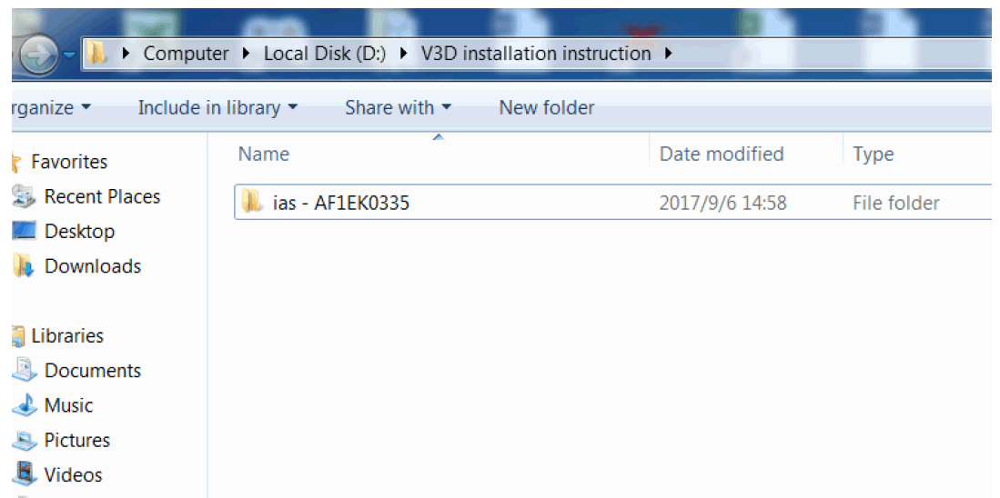 Computer Local Disk (D:) V3D installation instruction
rganize Include in library Share with New folder
Favorites
Recent Places
Desktop
Downloads
Libraries
Documents
Music
Pictures
Videos
Name Date modified Type
ias - AF1EK0335 2017/9/6 14:58 File folder